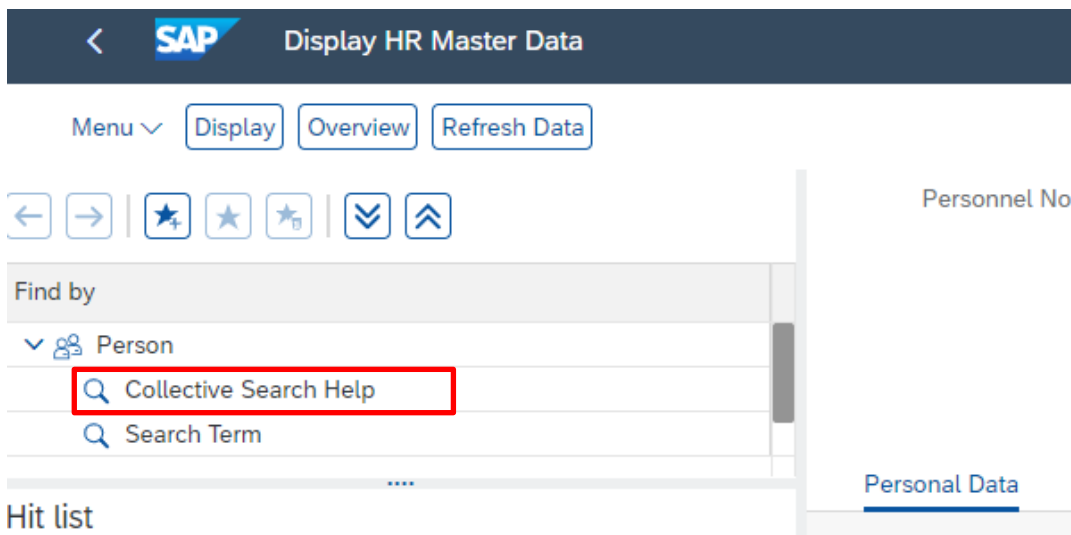 SAP Display HR Master Data
Menu Display Overview Refresh Data
Personnel No
Find by
Person
Collective Search Help
Search Term
Personal Data
Hit list